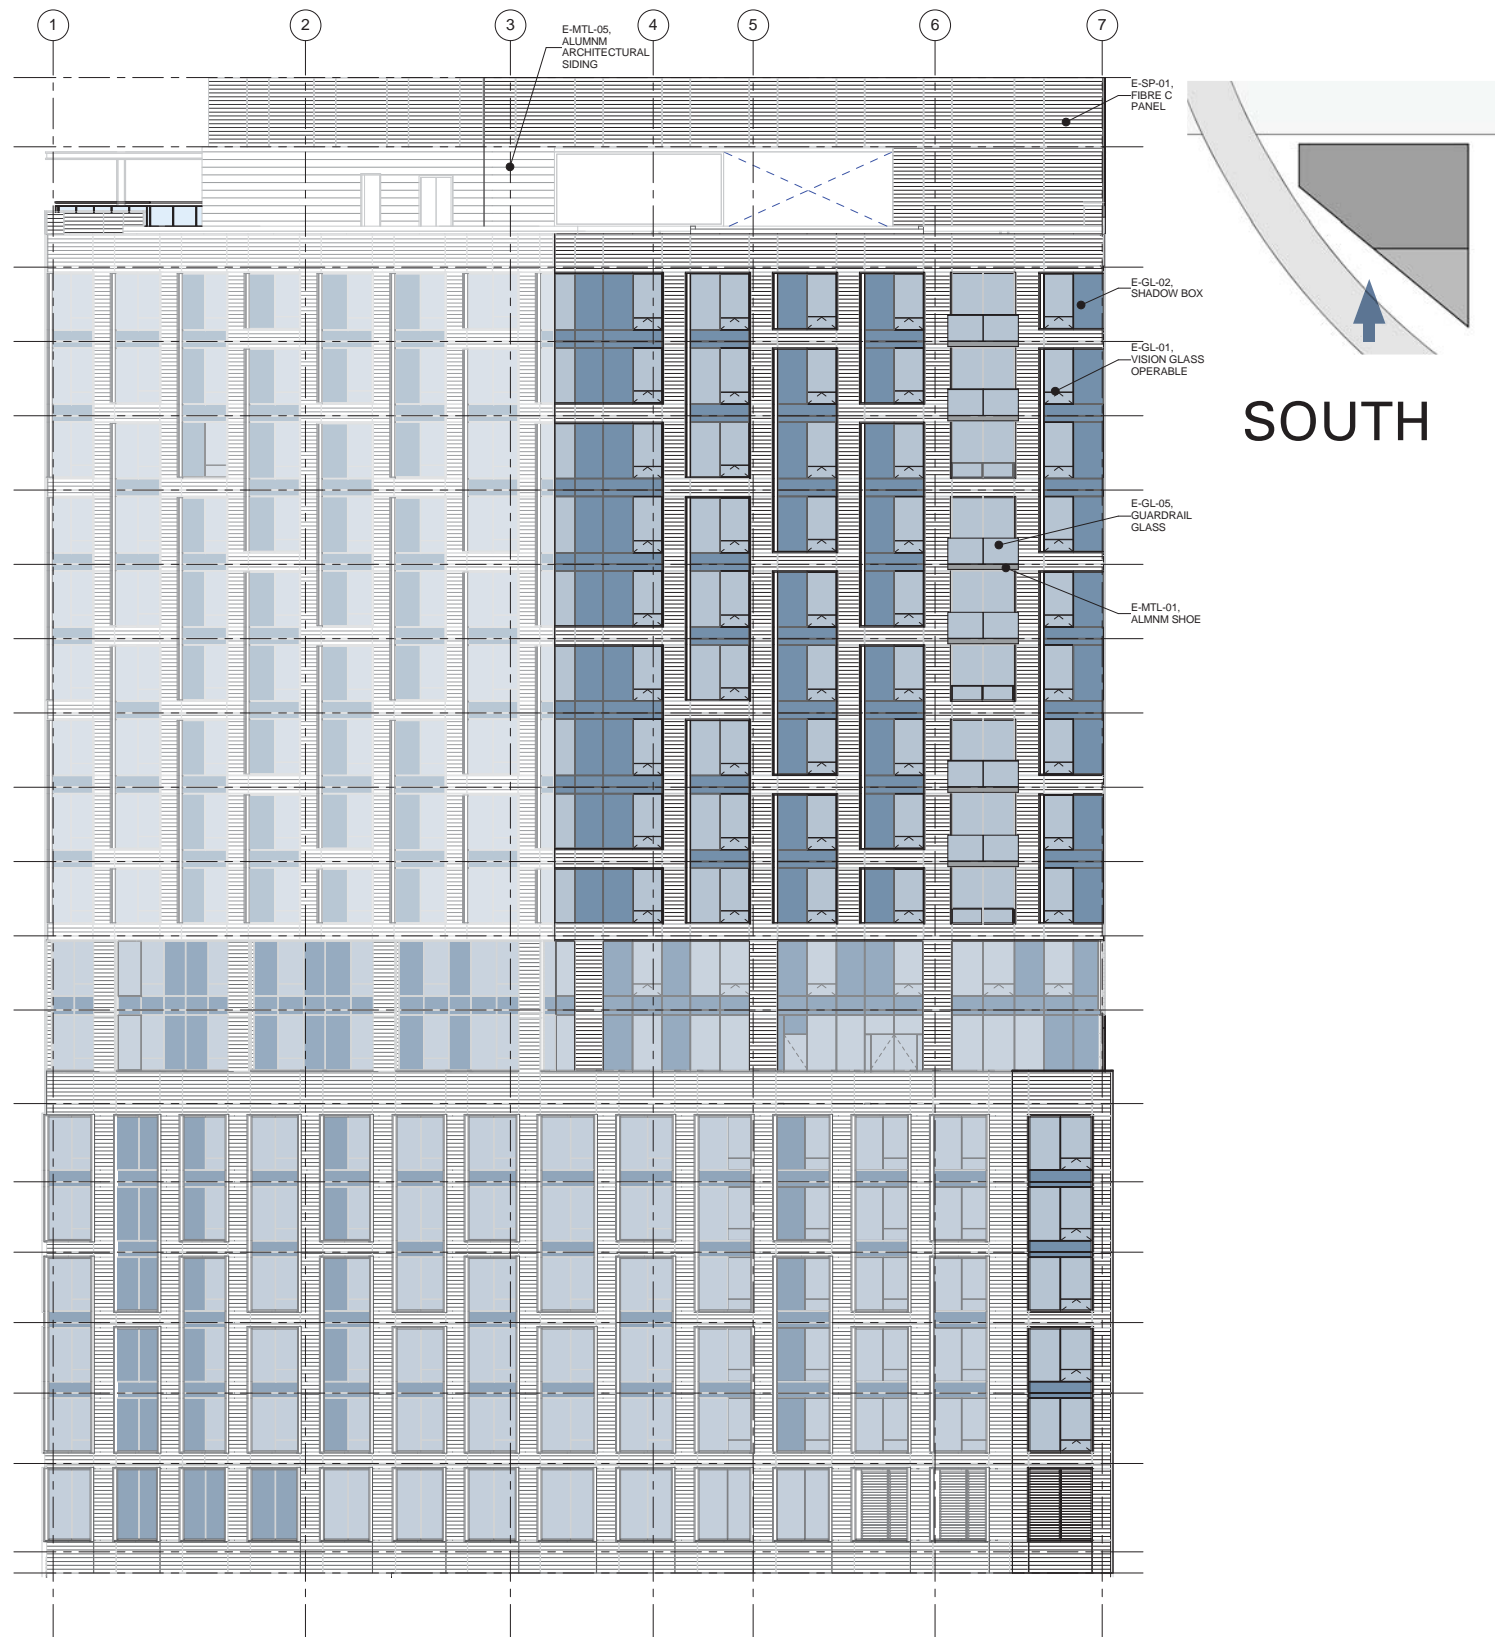 1
2
3
4
5
6
7
E-MTL-05,
ALUMNM
ARCHITECTURAL
SIDING
E-SP-01,
FIBRE C
PANEL
E-GL-02,
SHADOW BOX
E-GL-01,
VISION GLASS
OPERABLE
SOUTH
E-GL-05,
GUARDRAIL
GLASS
E-MTL-01,
ALMNM SHOE